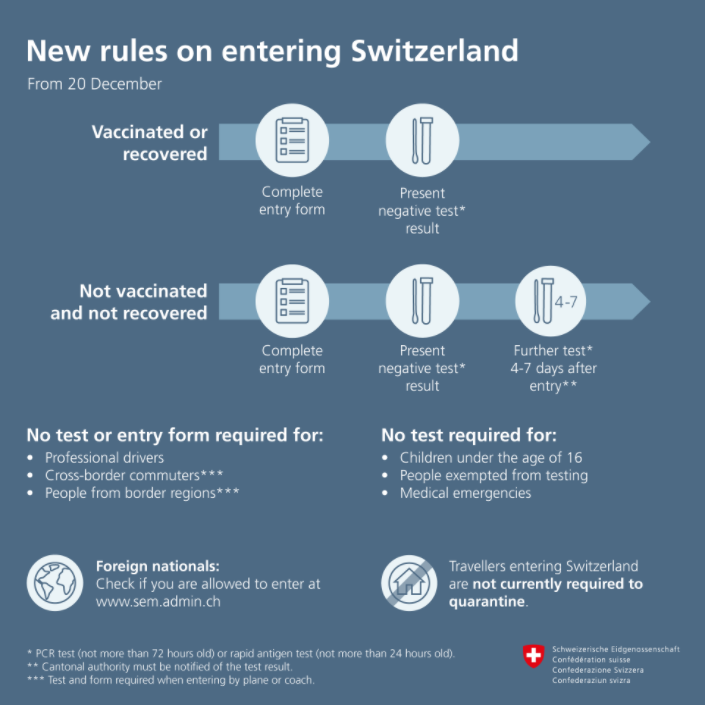 New rules on entering Switzerland
From 20 December
Vaccinated or
recovered
Complete
entry form
Present
negative test*
result
Not vaccinated
and not recovered
4-7
Complete
entry form
Present
negative test*
result
Further test*
4-7 days after
entry**
No test or entry form required for:
• Professional drivers
• Cross-border commuters***
• People from border regions***
No test required for:
• Children under the age of 16
• People exempted from testing
• Medical emergencies
Foreign nationals:
Check if you are allowed to enter at
www.sem.admin.ch
Travellers entering Switzerland
are not currently required to
quarantine.
* PCR test (not more than 72 hours old) or rapid antigen test (not more than 24 hours old).
** Cantonal authority must be notified of the test result.
*** Test and form required when entering by plane or coach.
Schweizerische Eidgenossenschaft
Confédération suisse
Confederazione Svizzera
Confederaziun svizra